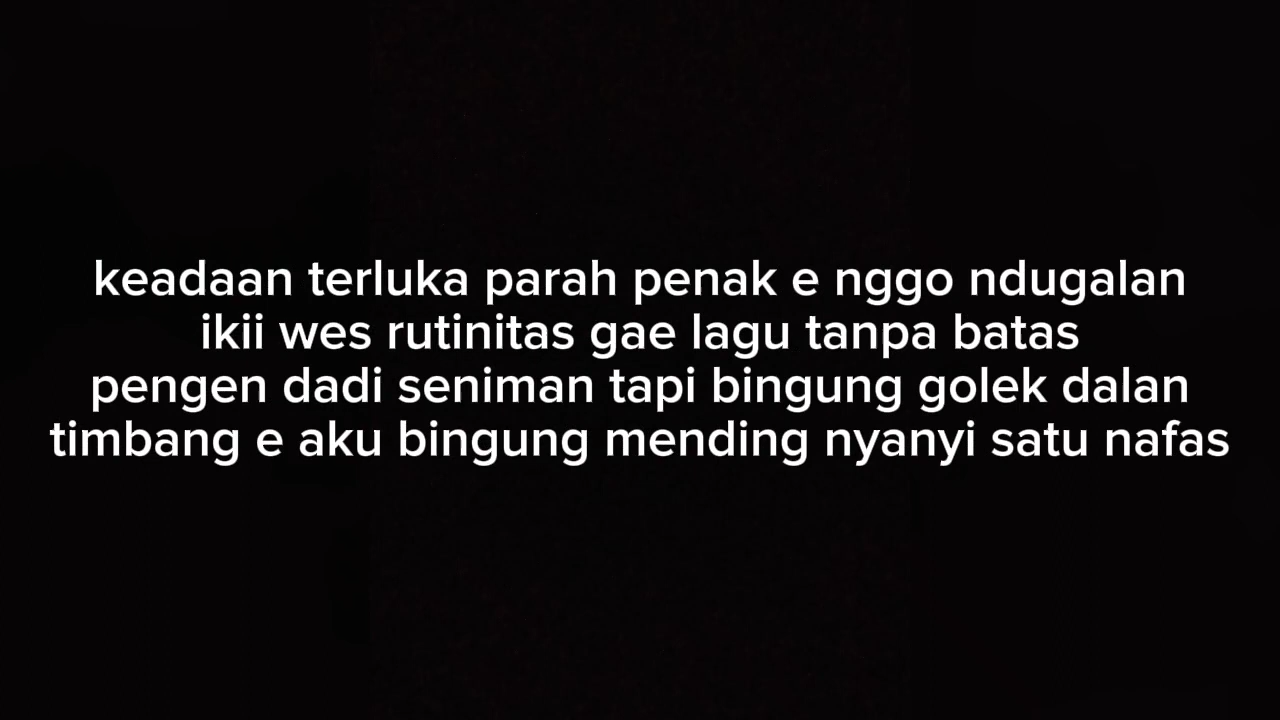 keadaan terluka parah penak e nggo ndugalan
ikii wes rutinitas gae lagu tanpa batas
pengen dadi seniman tapi bingung golek dalan
timbang e aku bingung mending nyanyi satu nafas